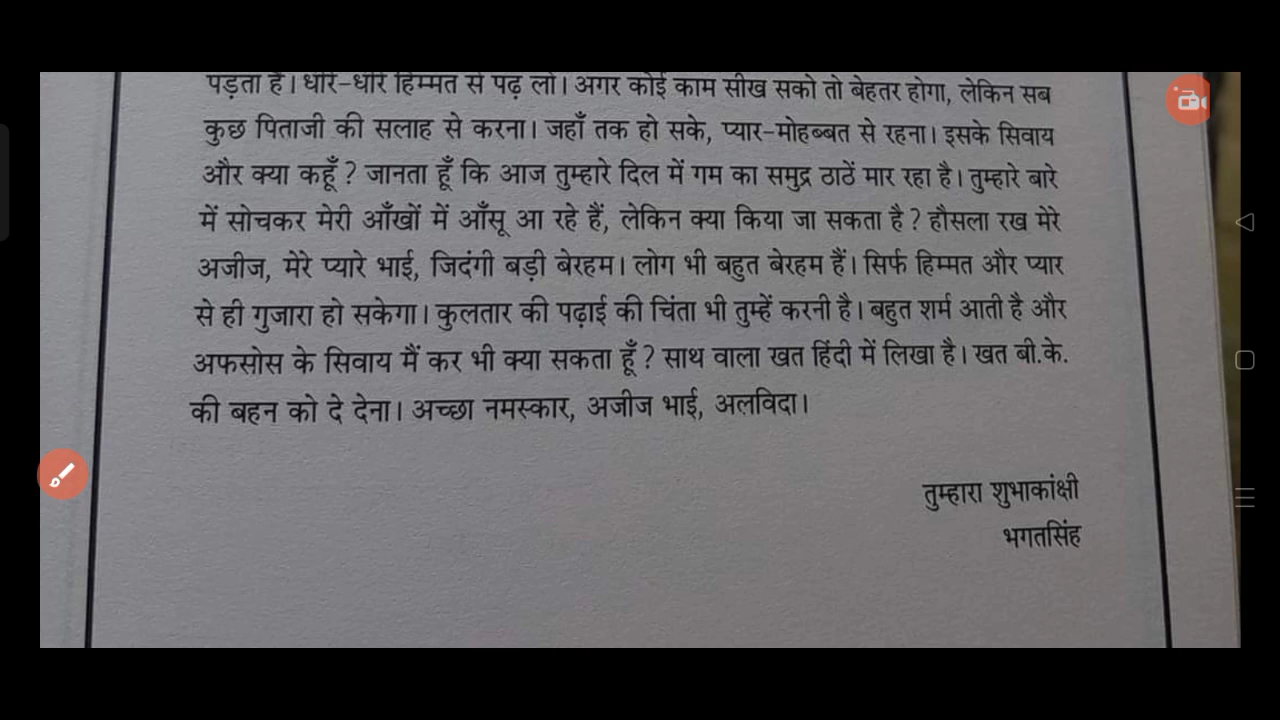 पड़ता है। धीरे-धीरे हिम्मत से पढ़ लो। अगर कोई काम सीख सको तो बेहतर होगा, लेकिन सब
कुछ पिताजी की सलाह से करना। जहाँ तक हो सके, प्यार-मोहब्बत से रहना। इसके सिवाय
और क्या कहूँ? जानता हूँ कि आज तुम्हारे दिल में गम का समुद्र ठाठें मार रहा है। तुम्हारे बारे
में सोचकर मेरी आँखों में आँसू आ रहे हैं, लेकिन क्या किया जा सकता है? हौसला रख मेरे
अजीज, मेरे प्यारे भाई, जिदंगी बड़ी बेरहम। लोग भी बहुत बेरहम हैं। सिर्फ हिम्मत और प्यार
से ही गुजारा हो सकेगा। कुलतार की पढ़ाई की चिंता भी तुम्हें करनी है। बहुत शर्म आती है और
अफसोस के सिवाय मैं कर भी क्या सकता हूँ? साथ वाला खत हिंदी में लिखा है। खत बी.के.
की बहन को दे देना। अच्छा नमस्कार, अजीज भाई, अलविदा।
तुम्हारा शुभाकांक्षी
भगतसिंह